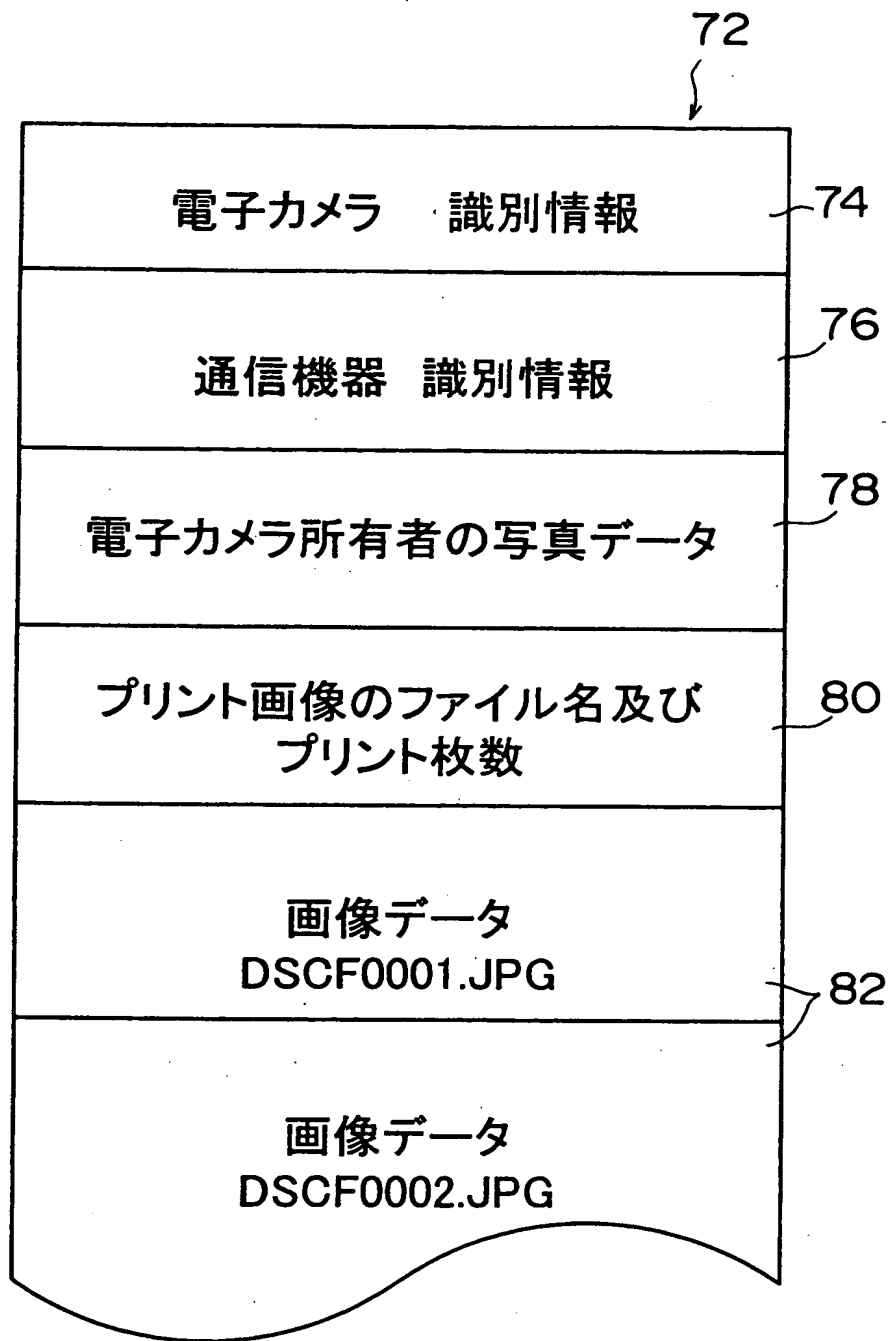 72
電子カメラ 識別情報
74
通信機器 識別情報
76
電子カメラ所有者の写真データ
78
プリント画像のファイル名及び
プリント枚数
80
画像データ
DSCF0001.JPG
82
画像データ
DSCF0002.JPG